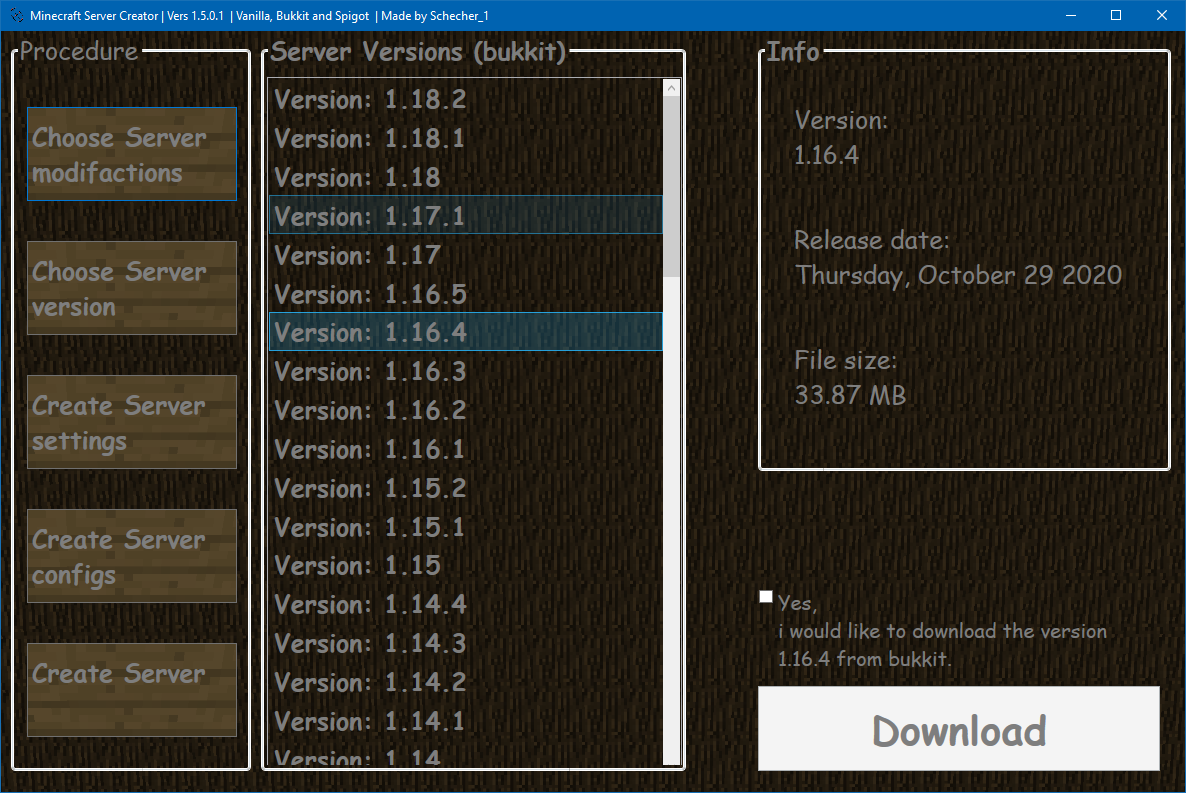 Minecraft Server Creator | Vers 1.5.0.1 | Vanilla, Bukkit and Spigot | Made by Schecher_1
Procedure
Choose Server
modifactions
Choose Server
version
Create Server
settings
Create Server
configs
Create Server
Server Versions (bukkit)
Version: 1.18.2
Version: 1.18.1
Version: 1.18
Version: 1.17.1
Version: 1.17
Version: 1.16.5
Version: 1.16.4
Version: 1.16.3
Version: 1.16.2
Version: 1.16.1
Version: 1.15.2
Version: 1.15.1
Version: 1.15
Version: 1.14.4
Version: 1.14.3
Version: 1.14.2
Version: 1.14.1
Version: 1.14
Info
Version:
1.16.4
Release date:
Thursday, October 29 2020
File size:
33.87 MB
Yes,
i would like to download the version
1.16.4 from bukkit.
Download